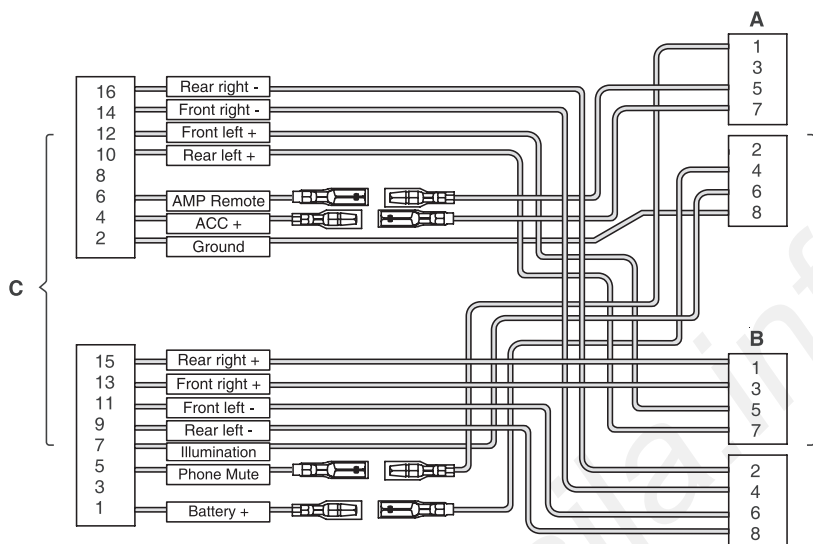 A
1
3
5
7
2
4
6
8
16
14
12
10
8
6
4
2
Rear right -
Front right -
Front left +
Rear left +
AMP Remote
ACC +
Ground
C
15
13
11
9
7
5
3
1
Rear right +
Front right +
Front left -
Rear left -
Illumination
Phone Mute
Battery +
B
1
3
5
7
2
4
6
8